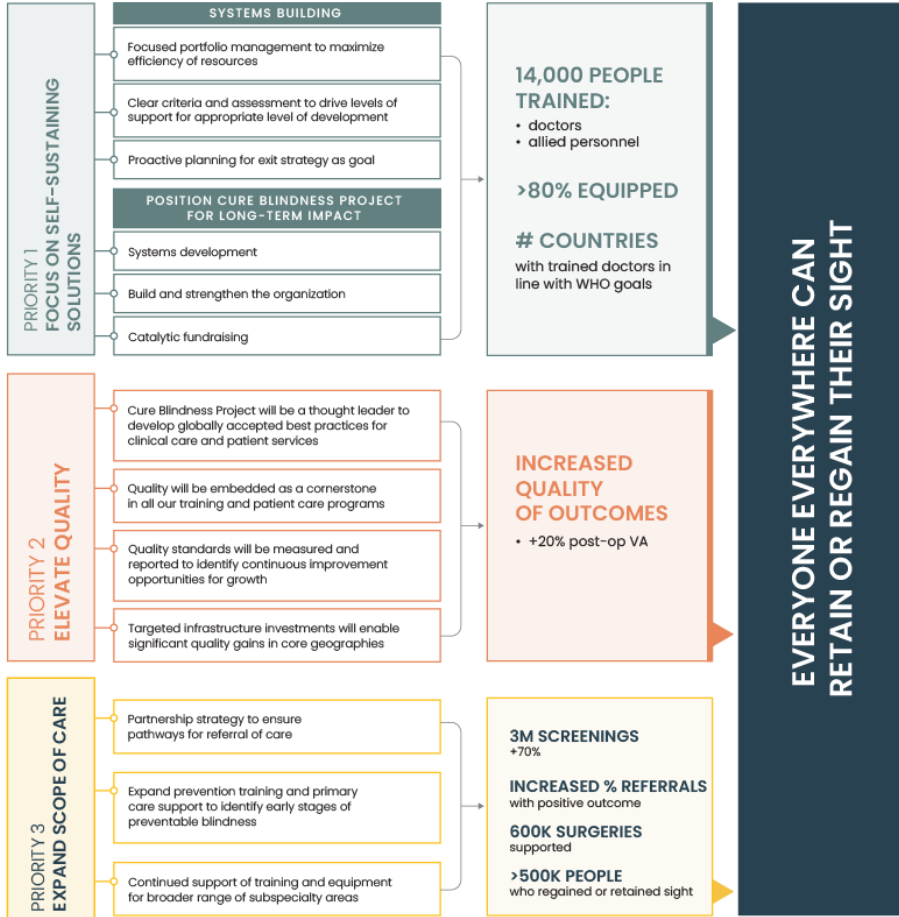 PRIORITY 1
FOCUS ON SELF-SUSTAINING
SOLUTIONS
SYSTEMS BUILDING
Focused portfolio management to maximize
efficiency of resources
Clear criteria and assessment to drive levels of
support for appropriate level of development
Proactive planning for exit strategy as goal
POSITION CURE BLINDNESS PROJECT
FOR LONG-TERM IMPACT
Systems development
Build and strengthen the organization
Catalytic fundraising
14,000 PEOPLE
TRAINED:
• doctors
• allied personnel
>80% EQUIPPED
# COUNTRIES
with trained doctors in
line with WHO goals
PRIORITY 2
ELEVATE QUALITY
Cure Blindness Project will be a thought leader to
develop globally accepted best practices for
clinical care and patient services
Quality will be embedded as a cornerstone
in all our training and patient care programs
Quality standards will be measured and
reported to identify continuous improvement
opportunities for growth
Targeted infrastructure investments will enable
significant quality gains in core geographies
INCREASED
QUALITY
OF OUTCOMES
• +20% post-op VA
PRIORITY 3
EXPAND SCOPE OF CARE
Partnership strategy to ensure
pathways for referral of care
Expand prevention training and primary
care support to identify early stages of
preventable blindness
Continued support of training and equipment
for broader range of subspecialty areas
3M SCREENINGS
+70%
INCREASED % REFERRALS
with positive outcome
600K SURGERIES
supported
>500K PEOPLE
who regained or retained sight
EVERYONE EVERYWHERE CAN
RETAIN OR REGAIN THEIR SIGHT